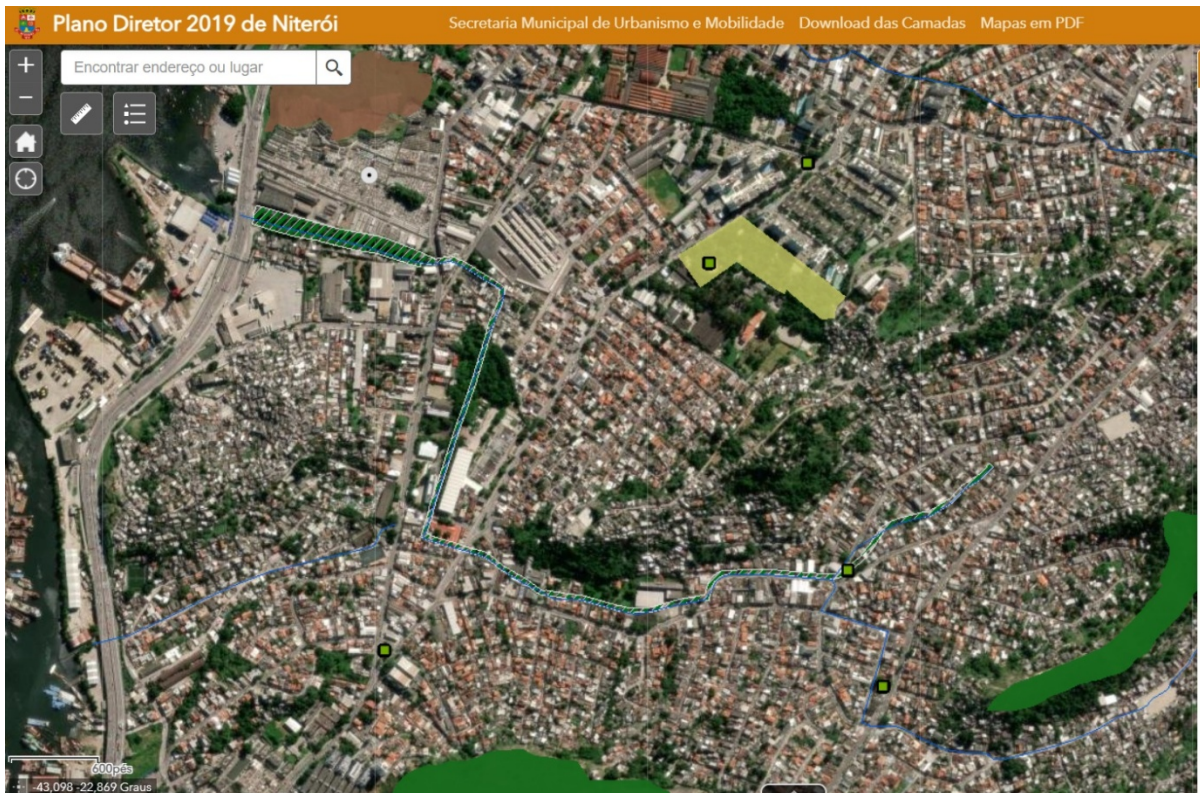 Plano Diretor 2019 de Niterói
Secretaria Municipal de Urbanismo e Mobilidade
Download das Camadas
Mapas em PDF
+
Encontrar endereço ou lugar
−
600pés
-43,098 -22,869 Graus